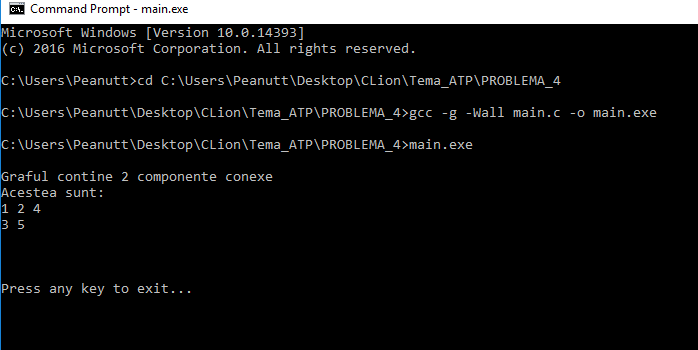 Command Prompt - main.exe
Microsoft Windows [Version 10.0.14393]
(c) 2016 Microsoft Corporation. All rights reserved.
C:\Users\Peanutt>cd C:\Users\Peanutt\Desktop\CLion\Tema_ATP\PROBLEMA_4
C:\Users\Peanutt\Desktop\CLion\Tema_ATP\PROBLEMA_4>gcc -g -Wall main.c -o main.exe
C:\Users\Peanutt\Desktop\CLion\Tema_ATP\PROBLEMA_4>main.exe
Graful contine 2 componente conexe
Acestea sunt:
1 2 4
3 5
Press any key to exit...